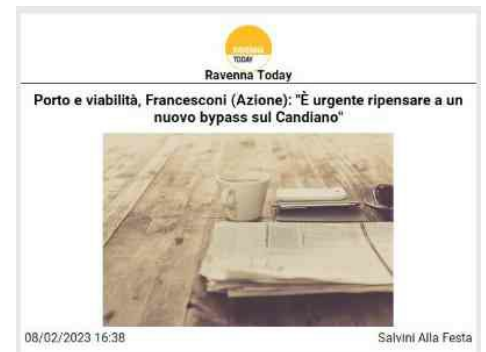 RAVENNA
TODAY
Ravenna Today
Porto e viabilità, Francesconi (Azione): "È urgente ripensare a un
nuovo bypass sul Candiano"
08/02/2023 16:38
Salvini Alla Festa